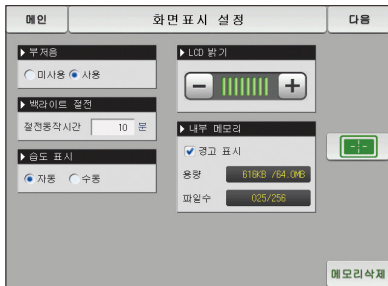 메인
화면표시 설정
다음
▶ 부저음
미사용 사용
▶ 백라이트 절전
절전동작시간 10 분
▶ 습도 표시
자동 수동
▶ LCD 밝기
− +
▶ 내부 메모리
경고 표시
용량 616KB /64.0MB
파일수 025/256
메모리삭제